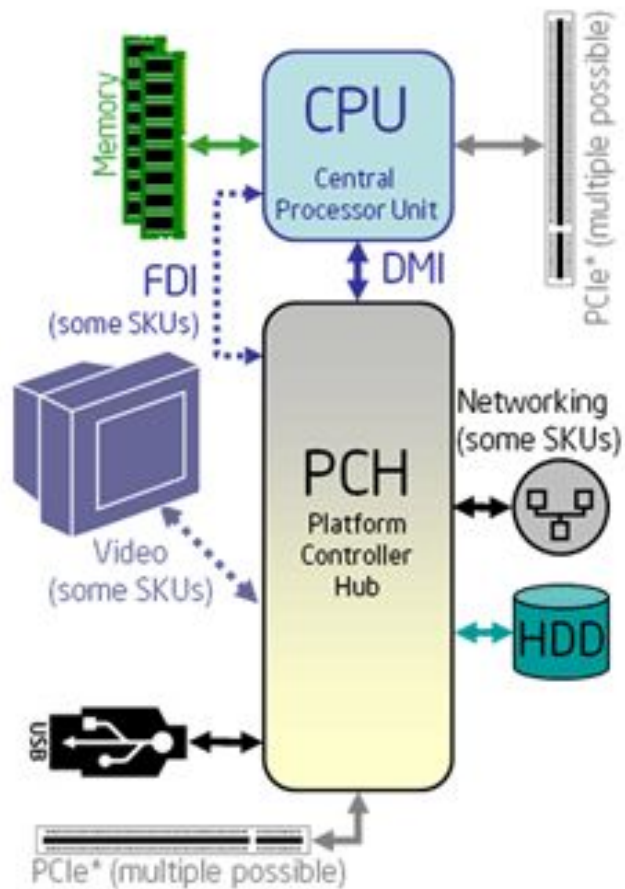 Memory
CPU
Central
Processor Unit
PCIe* (multiple possible)
FDI
(some SKUs)
DMI
Networking
(some SKUs)
PCH
Platform
Controller
Hub
Video
(some SKUs)
HDD
USB
PCIe* (multiple possible)